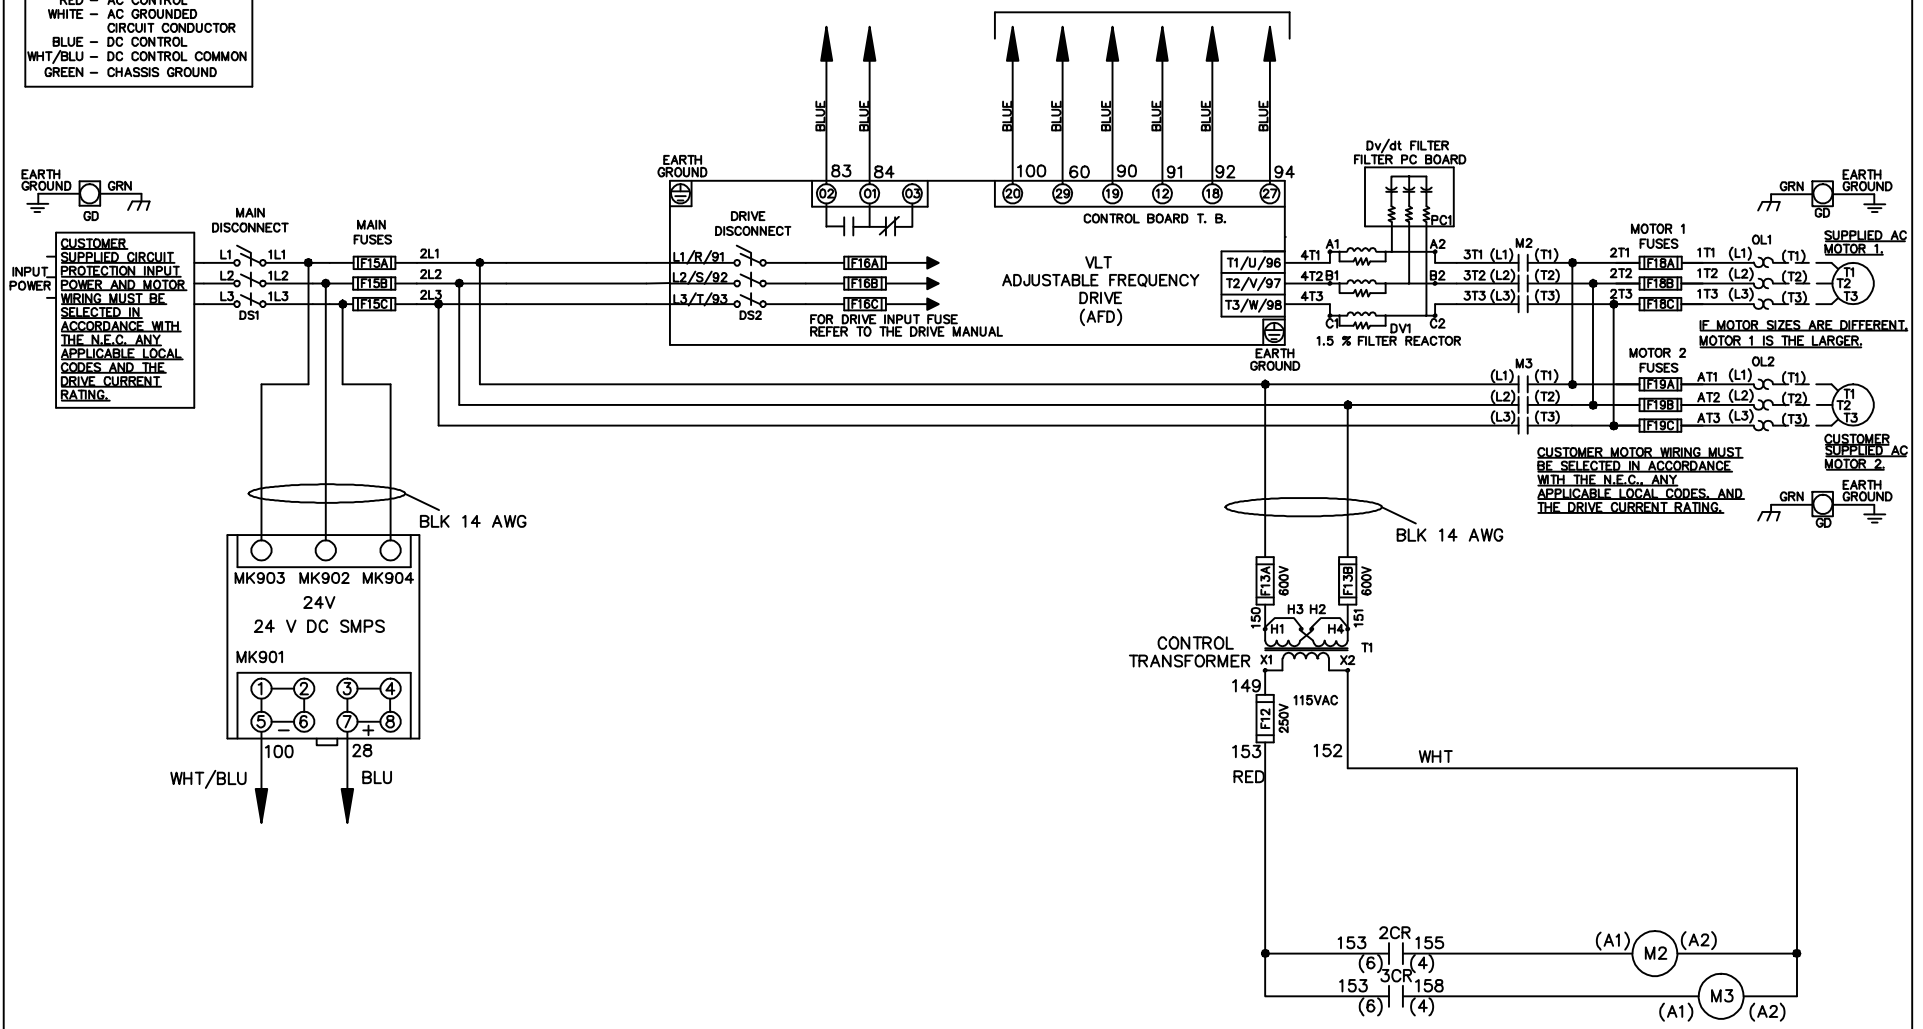 RED – AC CONTROL
WHITE – AC GROUNDED
CIRCUIT CONDUCTOR
BLUE – DC CONTROL
WHT/BLU – DC CONTROL COMMON
GREEN – CHASSIS GROUND
BLUE
BLUE
BLUE
BLUE
BLUE
BLUE
BLUE
BLUE
EARTH
GROUND
GRN
GD
EARTH
GROUND
83
84
02
01
03
100
60
90
91
92
94
20
29
19
12
18
27
CONTROL BOARD T. B.
Dv/dt FILTER
FILTER PC BOARD
PC1
GRN
EARTH
GROUND
GD
CUSTOMER
SUPPLIED CIRCUIT
PROTECTION INPUT
POWER AND MOTOR
WIRING MUST BE
SELECTED IN
ACCORDANCE WITH
THE N.E.C. ANY
APPLICABLE LOCAL
CODES AND THE
DRIVE CURRENT
RATING.
INPUT
POWER
MAIN
DISCONNECT
L1
1L1
L2
1L2
L3
1L3
DS1
MAIN
FUSES
F15A
F15B
F15C
2L1
2L2
2L3
L1/R/91
L2/S/92
L3/T/93
DRIVE
DISCONNECT
DS2
F16A
F16B
F16C
FOR DRIVE INPUT FUSE
REFER TO THE DRIVE MANUAL
VLT
ADJUSTABLE FREQUENCY
DRIVE
(AFD)
T1/U/96
T2/V/97
T3/W/98
EARTH
GROUND
4T1
4T2
4T3
A1
A2
B1
B2
C1
C2
DV1
1.5 % FILTER REACTOR
M2
3T1 (L1) (T1)
3T2 (L2) (T2)
3T3 (L3) (T3)
MOTOR 1
FUSES
2T1
2T2
2T3
F18A
F18B
F18C
OL1
1T1 (L1) (T1)
1T2 (L2) (T2)
1T3 (L3) (T3)
SUPPLIED AC
MOTOR 1.
T1
T2
T3
IF MOTOR SIZES ARE DIFFERENT,
MOTOR 1 IS THE LARGER.
M3
(L1) (T1)
(L2) (T2)
(L3) (T3)
MOTOR 2
FUSES
F19A
F19B
F19C
OL2
AT1 (L1) (T1)
AT2 (L2) (T2)
AT3 (L3) (T3)
T1
T2
T3
CUSTOMER
SUPPLIED AC
MOTOR 2.
CUSTOMER MOTOR WIRING MUST
BE SELECTED IN ACCORDANCE
WITH THE N.E.C., ANY
APPLICABLE LOCAL CODES, AND
THE DRIVE CURRENT RATING.
GRN
EARTH
GROUND
GD
BLK 14 AWG
BLK 14 AWG
MK903 MK902 MK904
24V
24 V DC SMPS
MK901
1
2
3
4
5
6
7
8
–
+
100
28
WHT/BLU
BLU
F13A
600V
F13B
600V
150
151
H3 H2
H1
H4
T1
CONTROL
TRANSFORMER
X1
X2
149
115VAC
F12
250V
153
152
RED
WHT
2CR
153
155
(6)
(4)
(A1)
M2
(A2)
3CR
153
158
(6)
(4)
(A1)
M3
(A2)